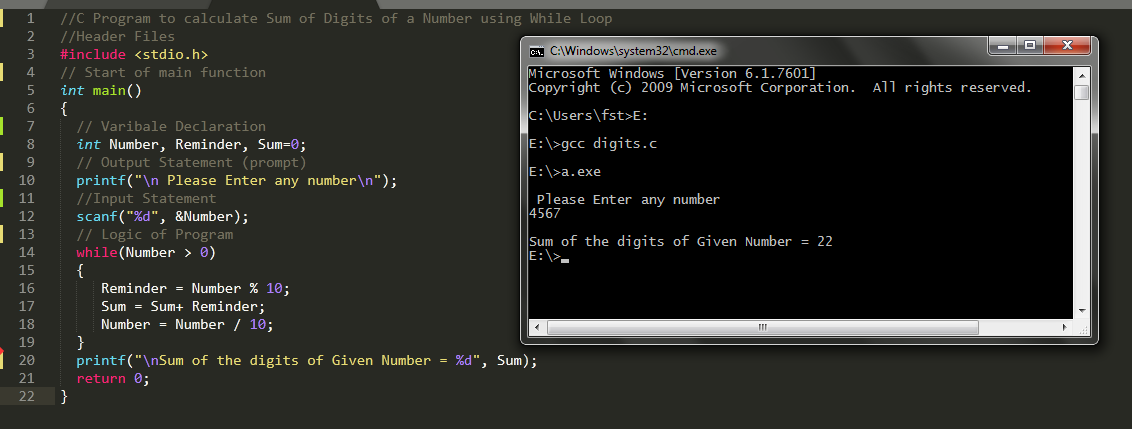 1 //C Program to calculate Sum of Digits of a Number using While Loop
2 //Header Files
3 #include <stdio.h>
4 // Start of main function
5 int main()
6 {
7 // Varibale Declaration
8 int Number, Reminder, Sum=0;
9 // Output Statement (prompt)
10 printf("\n Please Enter any number\n");
11 //Input Statement
12 scanf("%d", &Number);
13 // Logic of Program
14 while(Number > 0)
15 {
16 Reminder = Number % 10;
17 Sum = Sum+ Reminder;
18 Number = Number / 10;
19 }
20 printf("\nSum of the digits of Given Number = %d", Sum);
21 return 0;
22 }
C:\Windows\system32\cmd.exe
Microsoft Windows [Version 6.1.7601]
Copyright (c) 2009 Microsoft Corporation.  All rights reserved.
C:\Users\fst>E:
E:\>gcc digits.c
E:\>a.exe
Please Enter any number
4567
Sum of the digits of Given Number = 22
E:\>